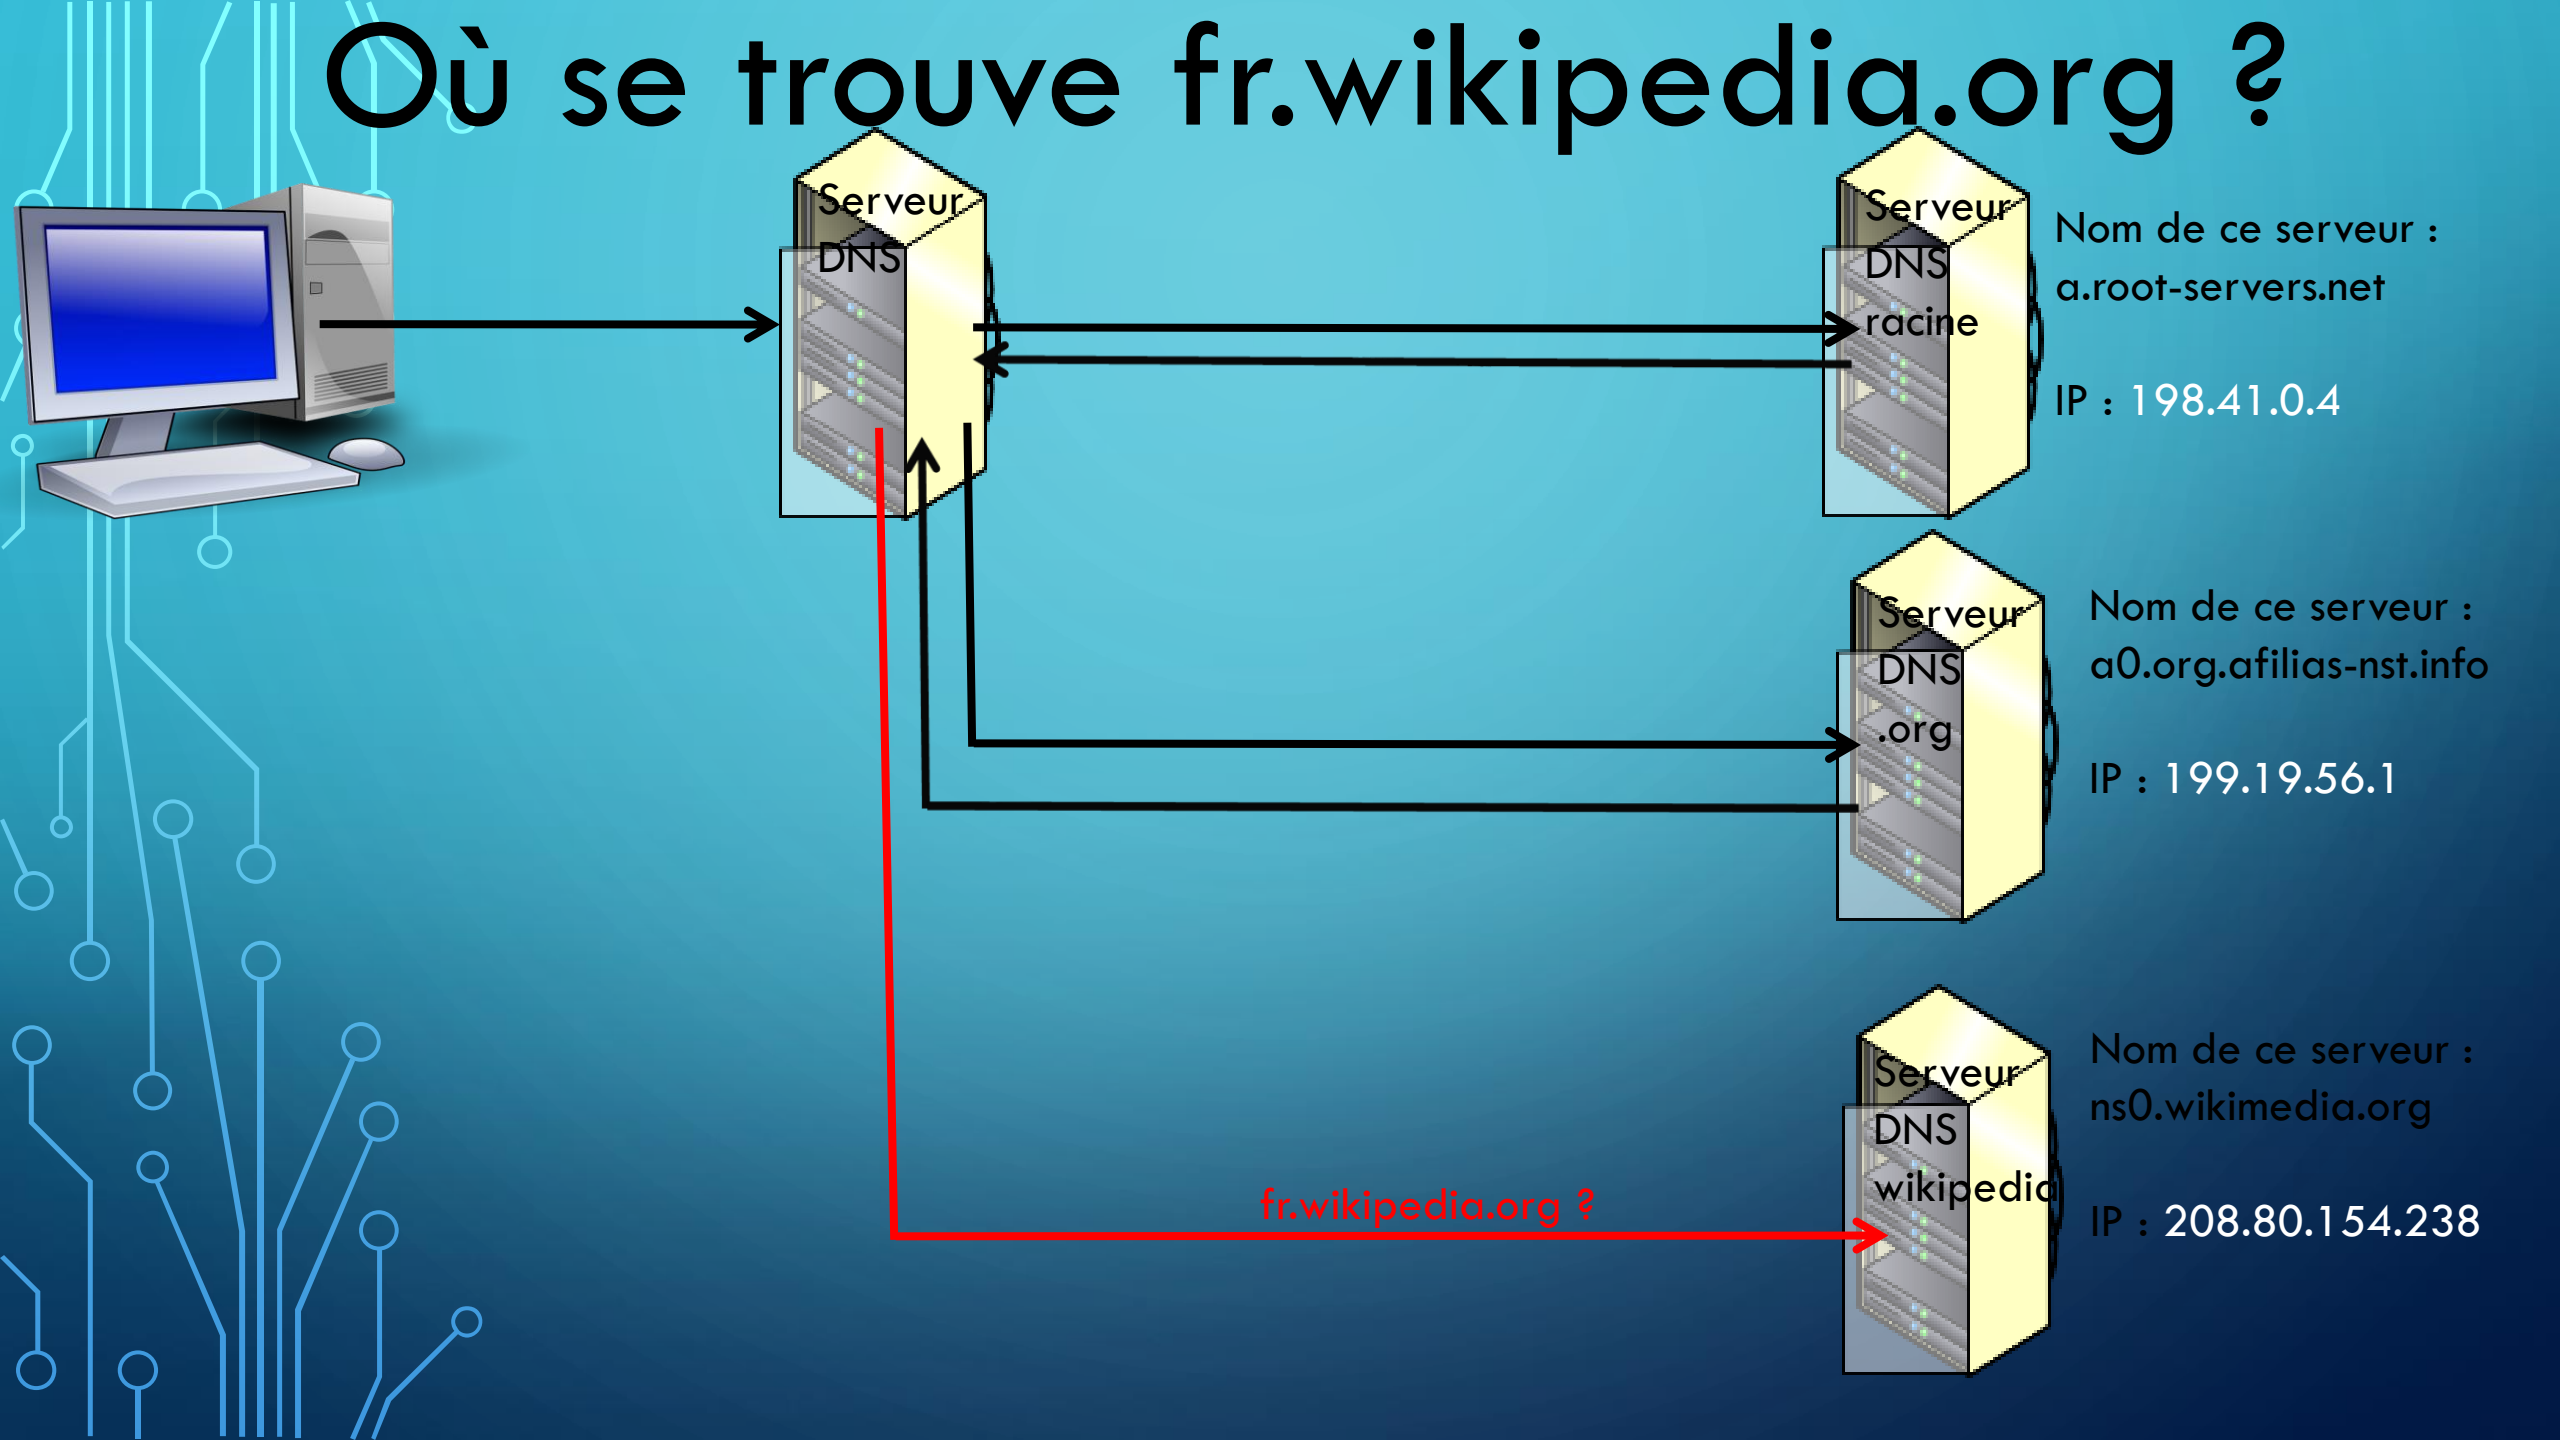 Où se trouve fr.wikipedia.org ?
Serveur
DNS
Serveur
DNS
racine
Nom de ce serveur :
a.root-servers.net
IP : 198.41.0.4
Serveur
DNS
.org
Nom de ce serveur :
a0.org.afilias-nst.info
IP : 199.19.56.1
Serveur
DNS
wikipedia
Nom de ce serveur :
ns0.wikimedia.org
IP : 208.80.154.238
fr.wikipedia.org ?